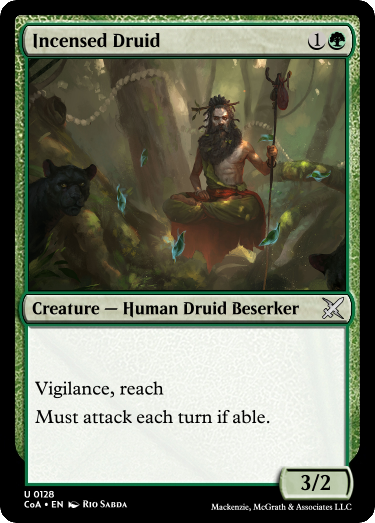 Incensed Druid 1
Creature — Human Druid Beserker
Vigilance, reach
Must attack each turn if able.
3/2
U 0128
CoA • EN Rio Sabda
Mackenzie, McGrath & Associates LLC